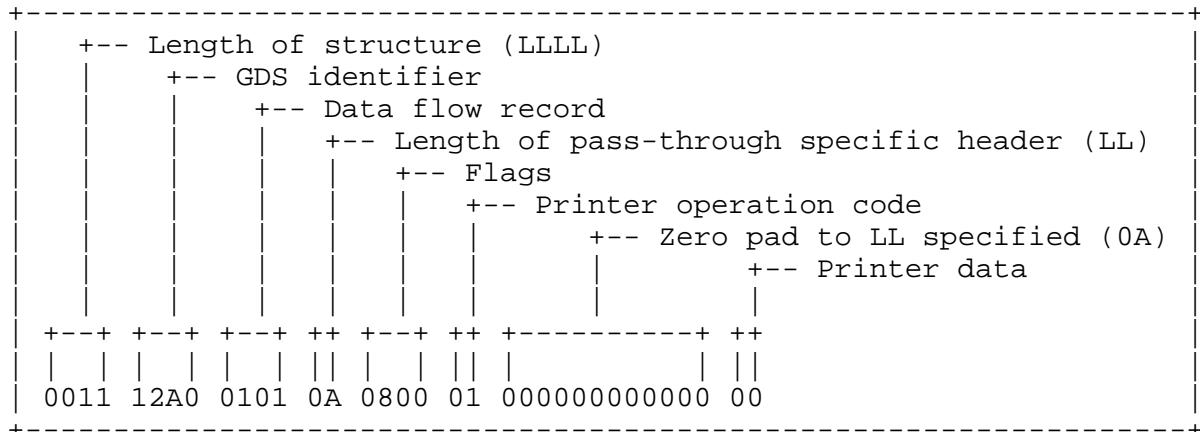 +-- Length of structure (LLLL)
+-- GDS identifier
+-- Data flow record
+-- Length of pass-through specific header (LL)
+-- Flags
+-- Printer operation code
+-- Zero pad to LL specified (0A)
+-- Printer data
0011 12A0 0101 0A 0800 01 000000000000 00